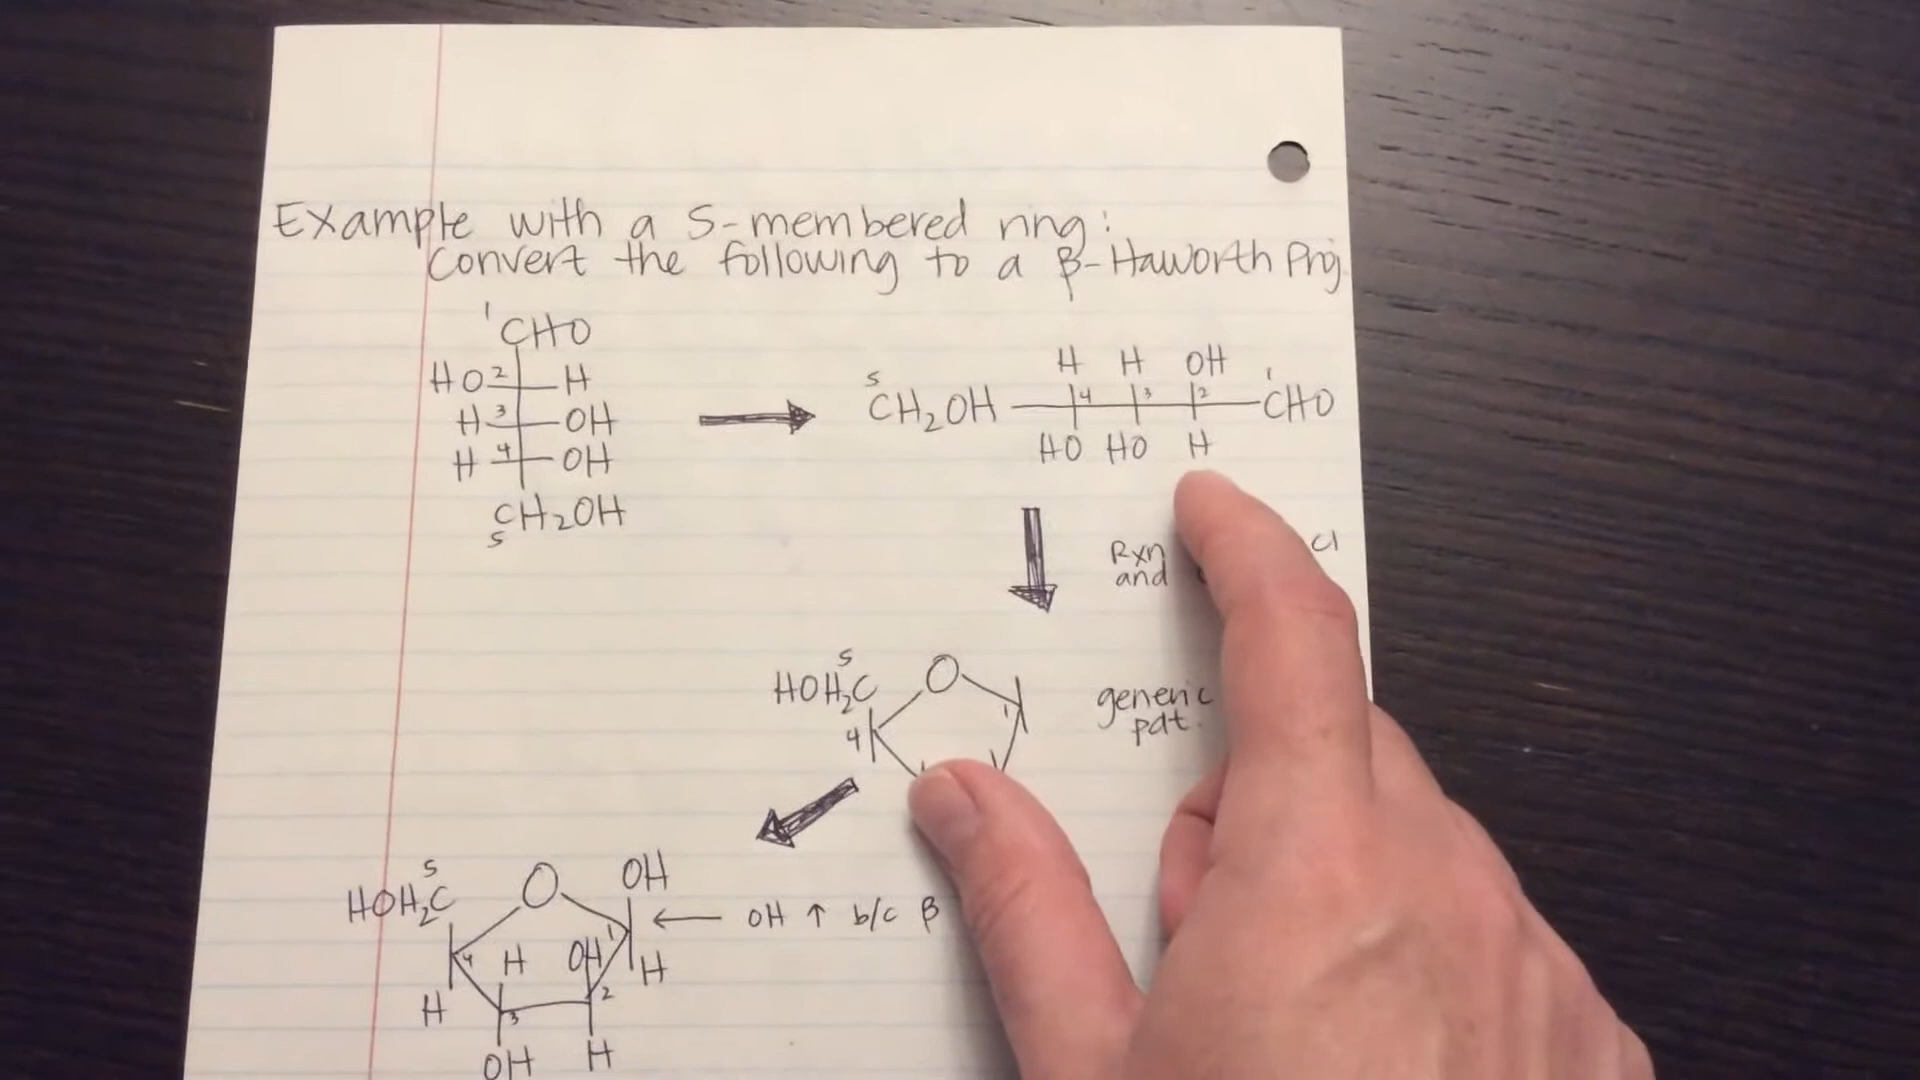 Example with a 5-membered ring:
Convert the following to a β-Haworth Proj.
1
CHO
HO 2 H
H 3 OH
H 4 OH
CH2OH
5
H H OH
5
CH2OH 4 3 2 1
CHO
HO HO H
Rxn Cl
and
5
HOH2C O
4 1
generic
pdt.
5
HOH2C O OH
OH ↑ b/c β
4 H OH 1
H
H 3 2
OH H